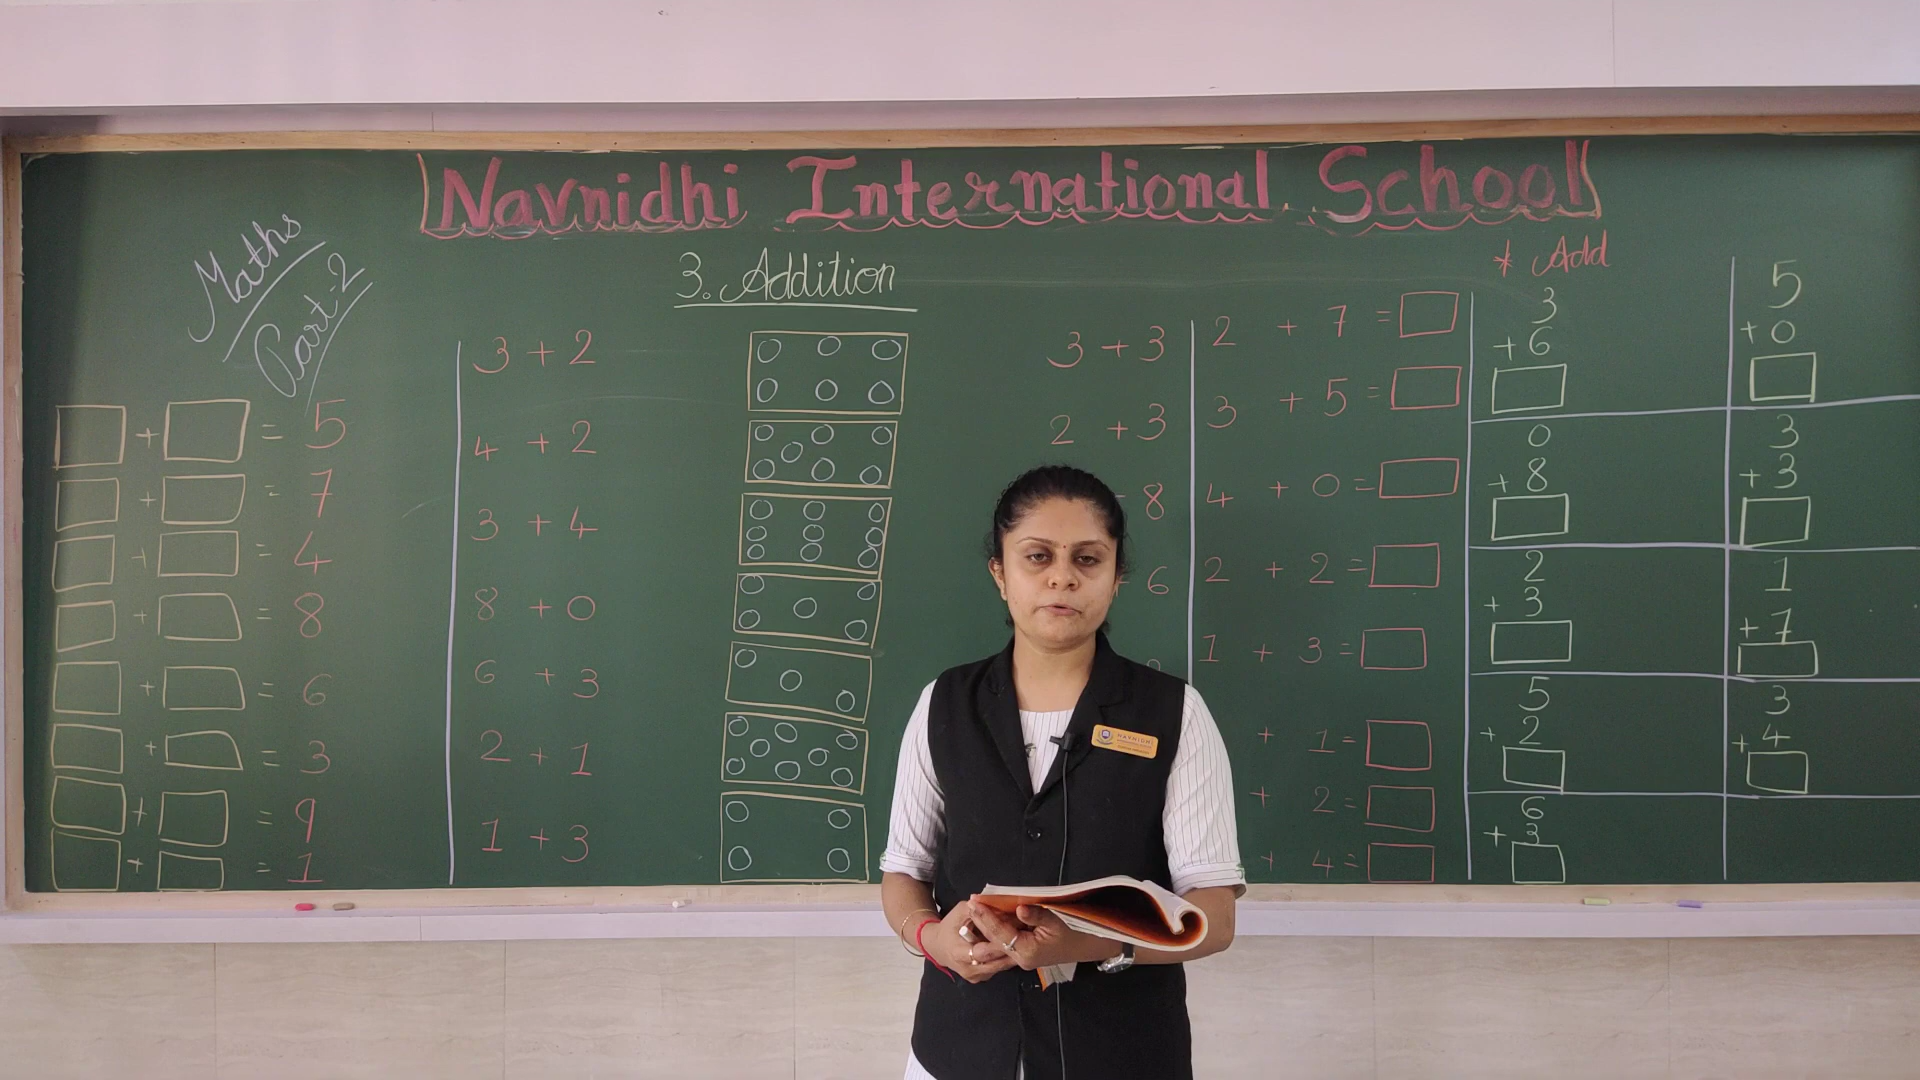 Navnidhi International School
Maths
Part-2
3. Addition
* Add
+ = 5
+ = 7
+ = 4
+ = 8
+ = 6
+ = 3
+ = 9
+ = 1
3 + 2
4 + 2
3 + 4
8 + 0
6 + 3
2 + 1
1 + 3
3 + 3
2 + 3
8
+ 6
2 + 7 =
3 + 5 =
4 + 0 =
2 + 2 =
1 + 3 =
+ 1 =
+ 2 =
+ 4 =
3
+ 6
0
+ 8
2
+ 3
5
+ 2
6
+ 3
5
+ 0
3
+ 3
1
+ 7
3
+ 4
NAVNIDHI